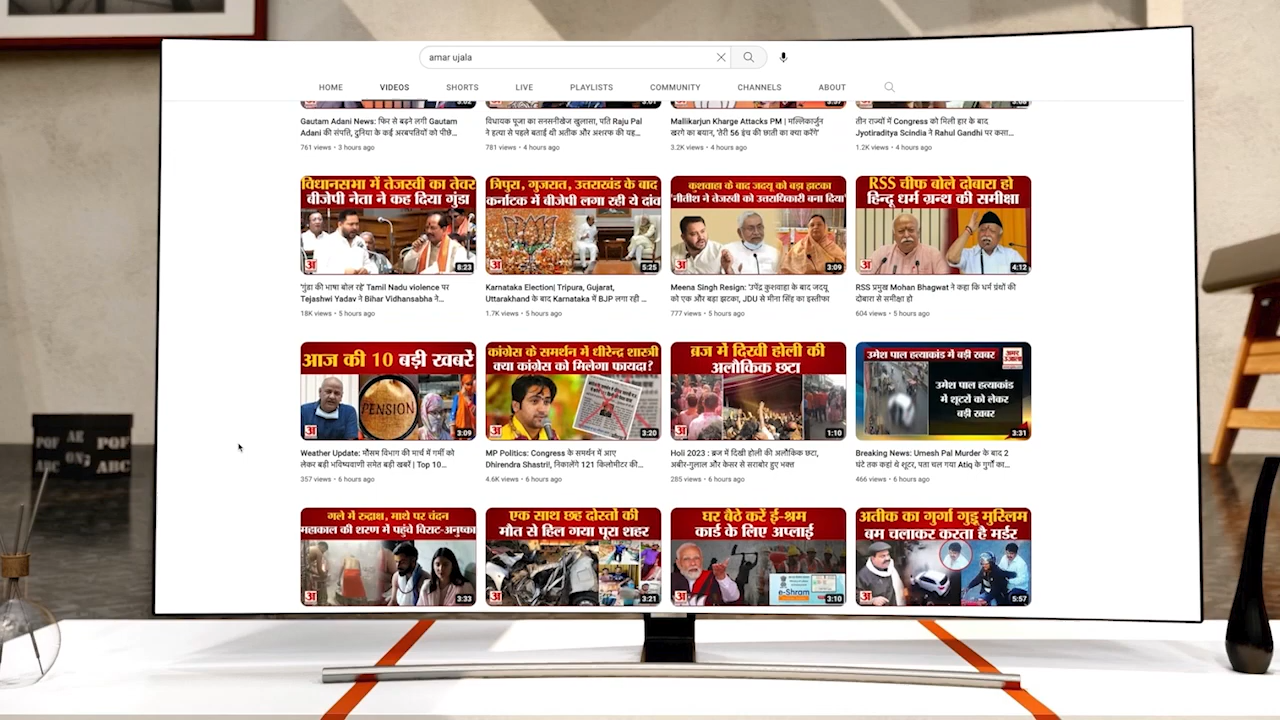 amar ujala
HOME VIDEOS SHORTS LIVE PLAYLISTS COMMUNITY CHANNELS ABOUT
Gautam Adani News: फिर से बढ़ने लगी Gautam
Adani की संपत्ति, दुनिया के कई अरबपतियों को पीछे...
761 views • 3 hours ago
विधायक पूजा का सनसनीखेज खुलासा, पति Raju Pal
ने हत्या से पहले बताई थी अतीक और अशरफ की यह...
781 views • 4 hours ago
Mallikarjun Kharge Attacks PM | मल्लिकार्जुन
खरगे का बयान, 'तेरी 56 इंच की छाती का क्या करेंगे'
3.2K views • 4 hours ago
तीन राज्यों में Congress को मिली हार के बाद
Jyotiraditya Scindia ने Rahul Gandhi पर कसा...
1.2K views • 4 hours ago
विधानसभा में तेजस्वी का तेवर
बीजेपी नेता ने कह दिया गुंडा
अ
8:23
'गुंडा की भाषा बोल रहे' Tamil Nadu violence पर
Tejashwi Yadav ने Bihar Vidhansabha ने...
18K views • 5 hours ago
त्रिपुरा, गुजरात, उत्तराखंड के बाद
कर्नाटक में बीजेपी लगा रही ये दांव
अ
5:25
Karnataka Election| Tripura, Gujarat,
Uttarakhand के बाद Karnataka में BJP लगा रही ...
1.7K views • 5 hours ago
कुशवाहा के बाद जदयू को बड़ा झटका
'नीतीश ने तेजस्वी को उत्तराधिकारी बना दिया'
अ
3:09
Meena Singh Resign: 'उपेंद्र कुशवाहा के बाद जदयू
को एक और बड़ा झटका, JDU से मीना सिंह का इस्तीफा
777 views • 5 hours ago
RSS चीफ बोले दोबारा हो
हिन्दू धर्म ग्रन्थ की समीक्षा
अ
4:12
RSS प्रमुख Mohan Bhagwat ने कहा कि धर्म ग्रंथों की
दोबारा से समीक्षा हो
604 views • 5 hours ago
आज की 10 बड़ी खबरें
PENSION
अ
3:09
Weather Update: मौसम विभाग की मार्च में गर्मी को
लेकर बड़ी भविष्यवाणी समेत बड़ी खबरें | Top 10...
357 views • 6 hours ago
कांग्रेस के समर्थन में धीरेन्द्र शास्त्री
क्या कांग्रेस को मिलेगा फायदा?
अ
3:20
MP Politics: Congress के समर्थन में आए
Dhirendra Shastri!, निकालेंगे 121 किलोमीटर की...
4.6K views • 6 hours ago
ब्रज में दिखी होली की
अलौकिक छटा
अ
1:10
Holi 2023 : ब्रज में दिखी होली की अलौकिक छटा,
अबीर-गुलाल और केसर से सराबोर हुए भक्त
285 views • 6 hours ago
उमेश पाल हत्याकांड में बड़ी खबर
अमर उजाला
उमेश पाल हत्याकांड
में शूटरों को लेकर
बड़ी खबर
3:31
Breaking News: Umesh Pal Murder के बाद 2
घंटे तक कहां थे शूटर, पता चल गया Atiq के गुर्गों का...
466 views • 6 hours ago
गले में रुद्राक्ष, माथे पर चंदन
महाकाल की शरण में पहुंचे विराट-अनुष्का
अ
3:33
एक साथ छह दोस्तों की
मौत से हिल गया पूरा शहर
अ
3:21
घर बैठे करें ई-श्रम
कार्ड के लिए अप्लाई
e-Shram
अ
3:10
अतीक का गुर्गा गुड्डू मुस्लिम
बम चलाकर करता है मर्डर
अ
5:57